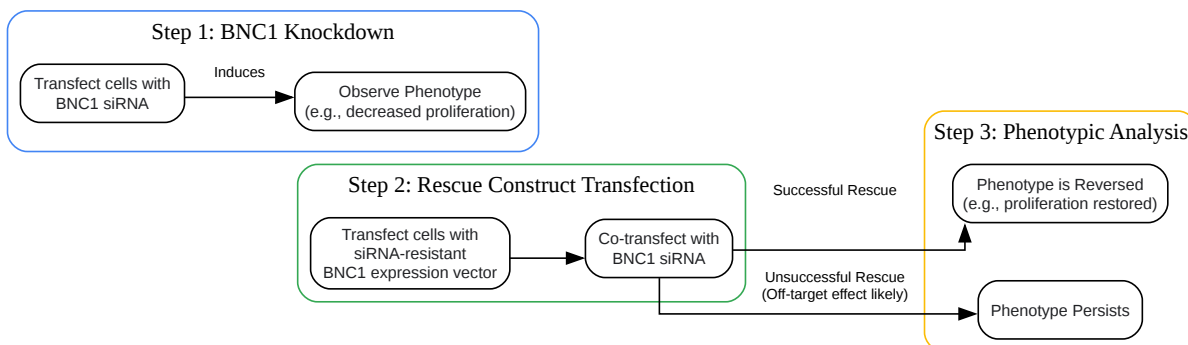 Step 1: BNC1 Knockdown
Transfect cells with
BNC1 siRNA
Induces
Observe Phenotype
(e.g., decreased proliferation)
Step 2: Rescue Construct Transfection
Transfect cells with
siRNA-resistant
BNC1 expression vector
Co-transfect with
BNC1 siRNA
Successful Rescue
Unsuccessful Rescue
(Off-target effect likely)
Step 3: Phenotypic Analysis
Phenotype is Reversed
(e.g., proliferation restored)
Phenotype Persists